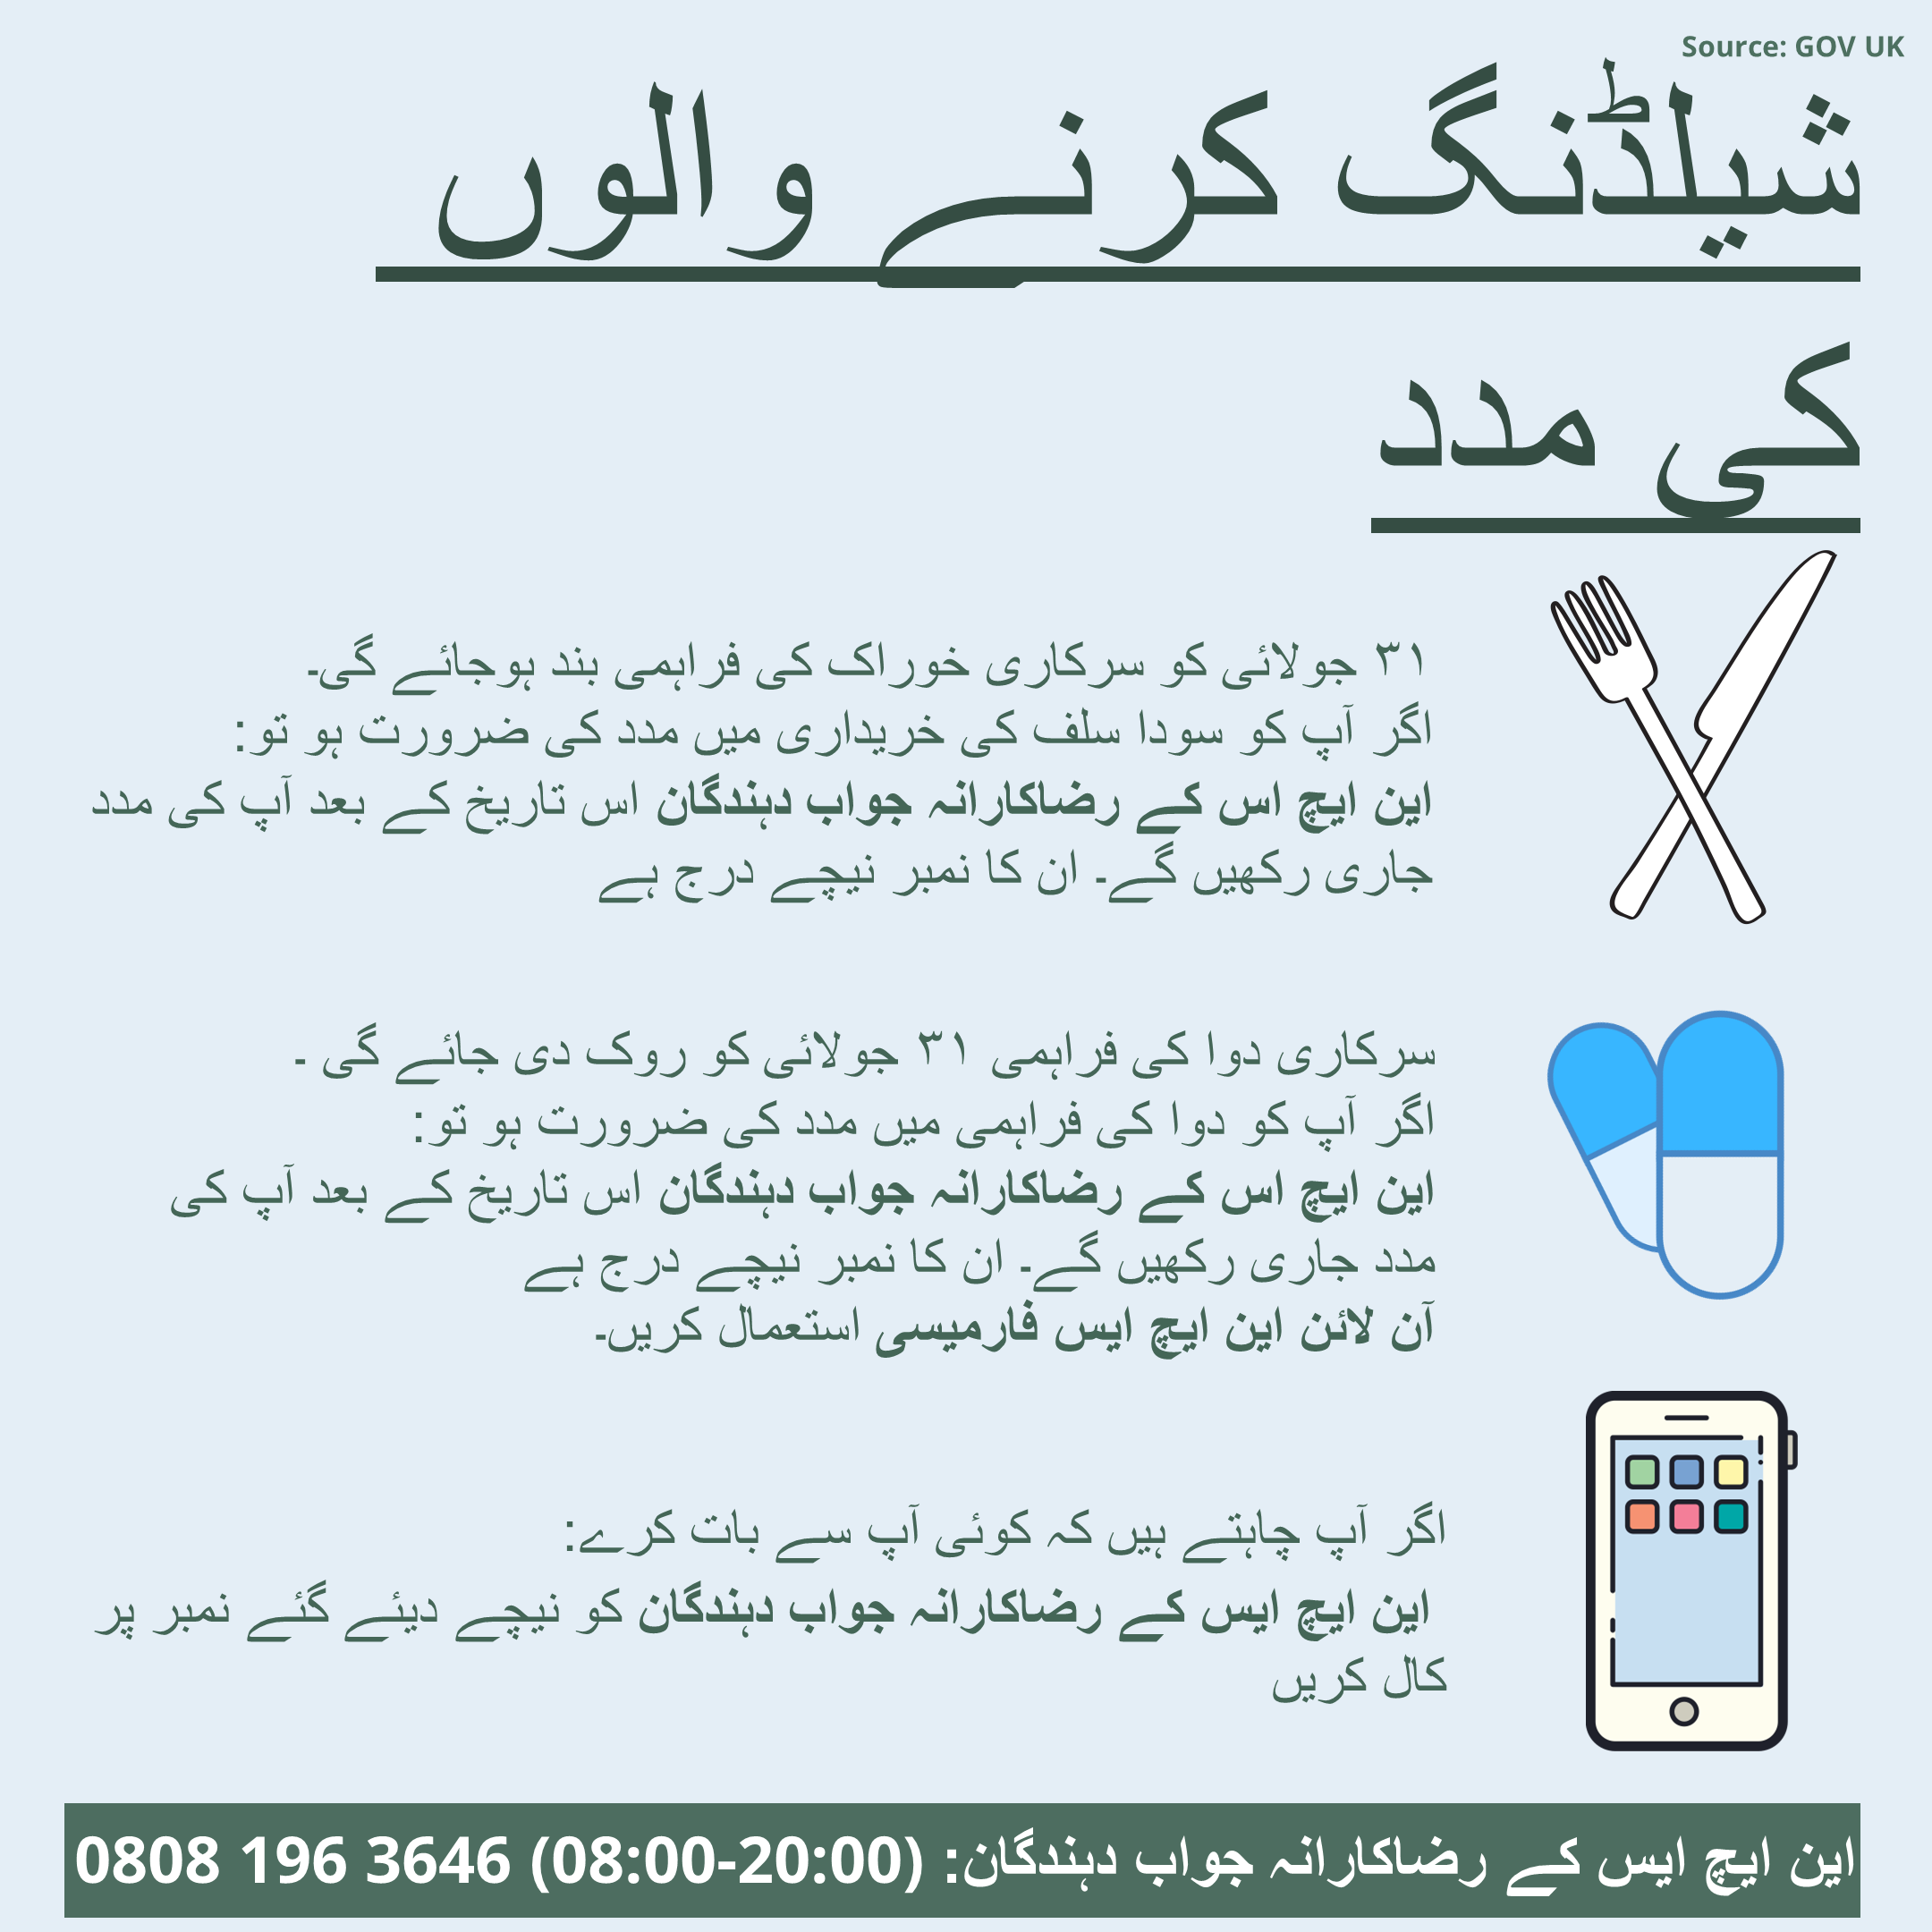 Source: GOV UK
شیلڈنگ کرنے والوں
کی مدد
۳۱ جولائی کو سرکاری خوراک کی فراہمی بند ہوجائے گی۔
اگر آپ کو سودا سلف کی خریداری میں مدد کی ضرورت ہو تو:
این ایچ اس کے رضاکارانہ جواب دہندگان اس تاریخ کے بعد آپ کی مدد
جاری رکھیں گے۔ ان کا نمبر نیچے درج ہے
سرکاری دوا کی فراہمی ۳۱ جولائی کو روک دی جائے گی ۔
اگر آپ کو دوا کی فراہمی میں مدد کی ضرورت ہو تو:
این ایچ اس کے رضاکارانہ جواب دہندگان اس تاریخ کے بعد آپ کی
مدد جاری رکھیں گے۔ ان کا نمبر نیچے درج ہے
آن لائن این ایچ ایس فارمیسی استعمال کریں۔
اگر آپ چاہتے ہیں کہ کوئی آپ سے بات کرے:
این ایچ ایس کے رضاکارانہ جواب دہندگان کو نیچے دیئے گئے نمبر پر
کال کریں
این ایچ ایس کے رضاکارانہ جواب دہندگان: (08:00-20:00) 0808 196 3646